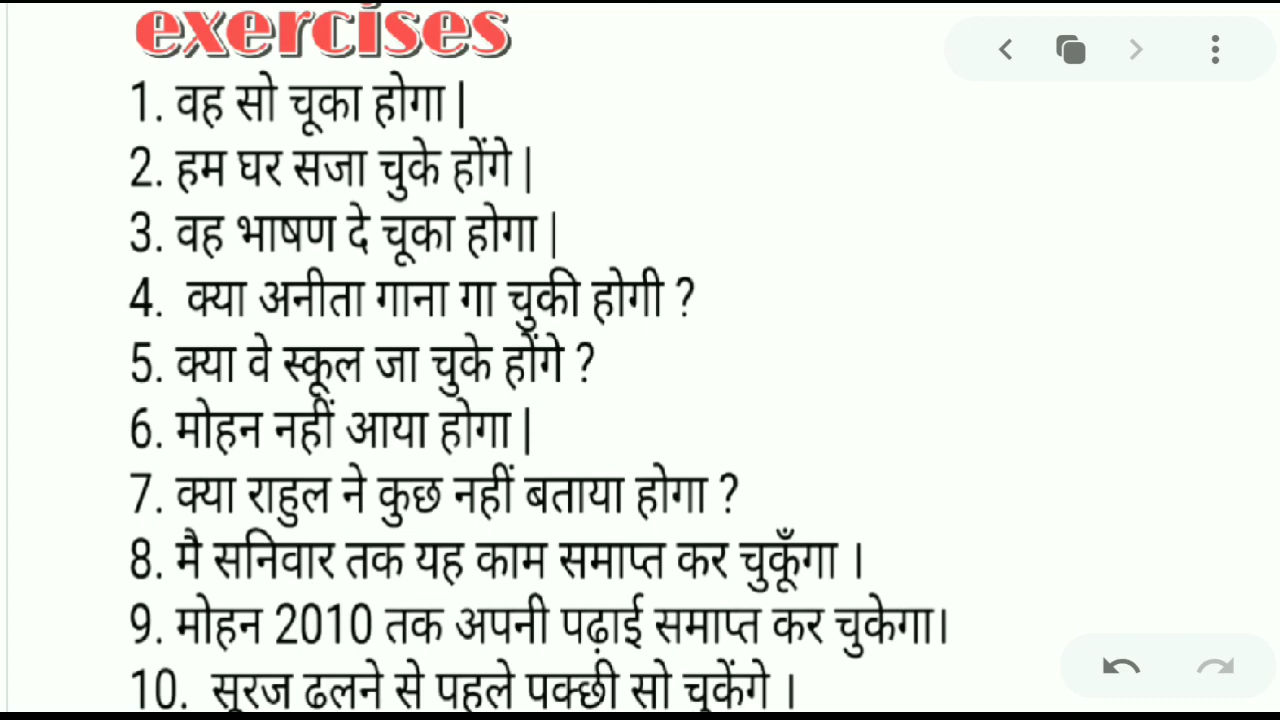 exercises
1. वह सो चूका होगा |
2. हम घर सजा चुके होंगे |
3. वह भाषण दे चूका होगा |
4. क्या अनीता गाना गा चुकी होगी ?
5. क्या वे स्कूल जा चुके होंगे ?
6. मोहन नहीं आया होगा |
7. क्या राहुल ने कुछ नहीं बताया होगा ?
8. मै सनिवार तक यह काम समाप्त कर चुकूँगा ।
9. मोहन 2010 तक अपनी पढ़ाई समाप्त कर चुकेगा।
10. सूरज ढलने से पहले पक्छी सो चुकेंगे ।